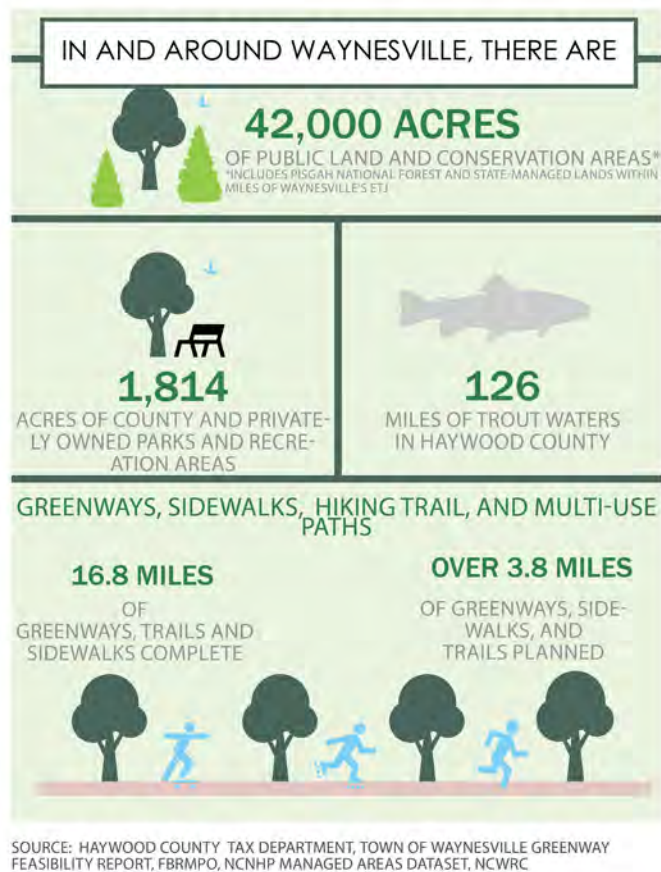 IN AND AROUND WAYNESVILLE, THERE ARE
42,000 ACRES
OF PUBLIC LAND AND CONSERVATION AREAS*
*INCLUDES PISGAH NATIONAL FOREST AND STATE-MANAGED LANDS WITHIN
MILES OF WAYNESVILLE'S ETJ
1,814
ACRES OF COUNTY AND PRIVATE-
LY OWNED PARKS AND RECRE-
ATION AREAS
126
MILES OF TROUT WATERS
IN HAYWOOD COUNTY
GREENWAYS, SIDEWALKS, HIKING TRAIL, AND MULTI-USE
PATHS
16.8 MILES
OF
GREENWAYS, TRAILS AND
SIDEWALKS COMPLETE
OVER 3.8 MILES
OF GREENWAYS, SIDE-
WALKS, AND
TRAILS PLANNED
SOURCE: HAYWOOD COUNTY TAX DEPARTMENT, TOWN OF WAYNESVILLE GREENWAY
FEASIBILITY REPORT, FBRMPO, NCNHP MANAGED AREAS DATASET, NCWRC